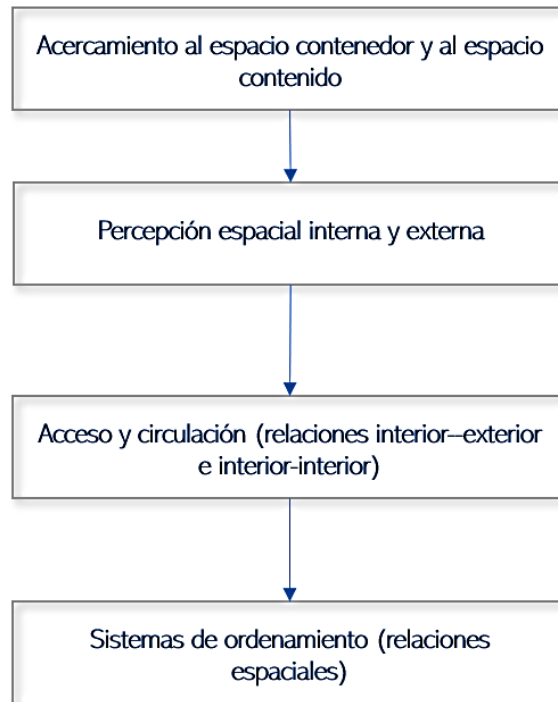 Acercamiento al espacio contenedor y al espacio
contenido
Percepción espacial interna y externa
Acceso y circulación (relaciones interior--exterior
e interior-interior)
Sistemas de ordenamiento (relaciones
espaciales)